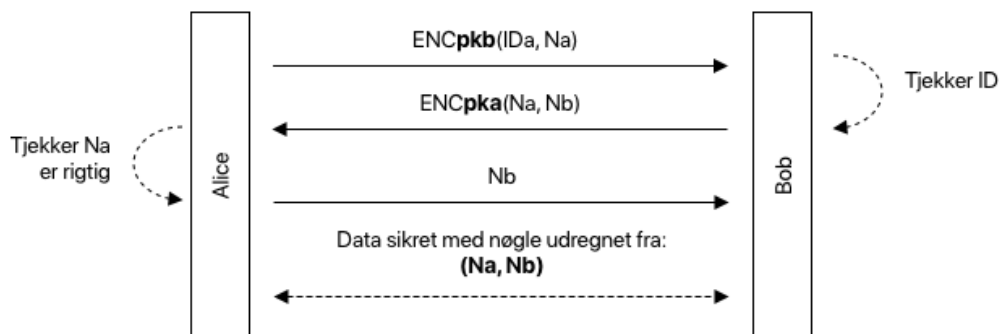 ENCpkb(IDa, Na)
Tjekker ID
ENCpka(Na, Nb)
Tjekker Na
er rigtig
Alice
Nb
Bob
Data sikret med nøgle udregnet fra:
(Na, Nb)